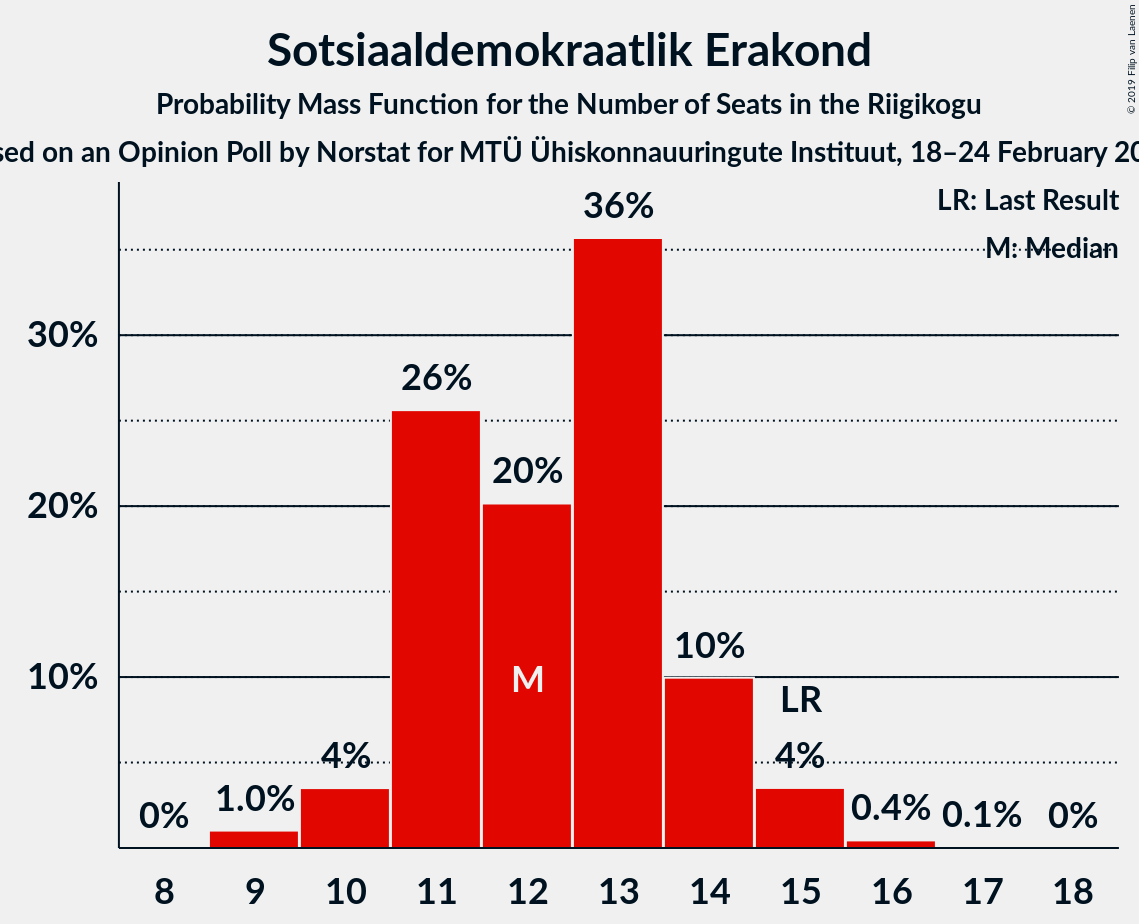 Sotsiaaldemokraatlik Erakond
Probability Mass Function for the Number of Seats in the Riigikogu
sed on an Opinion Poll by Norstat for MTÜ Ühiskonnauuringute Instituut, 18–24 February 20
© 2019 Filip van Laenen
LR: Last Result
M: Median
36%
30%
26%
20%
20%
10%
10%
M
LR
4%
4%
0%
1.0%
0.4%
0.1%
0%
8 9 10 11 12 13 14 15 16 17 18